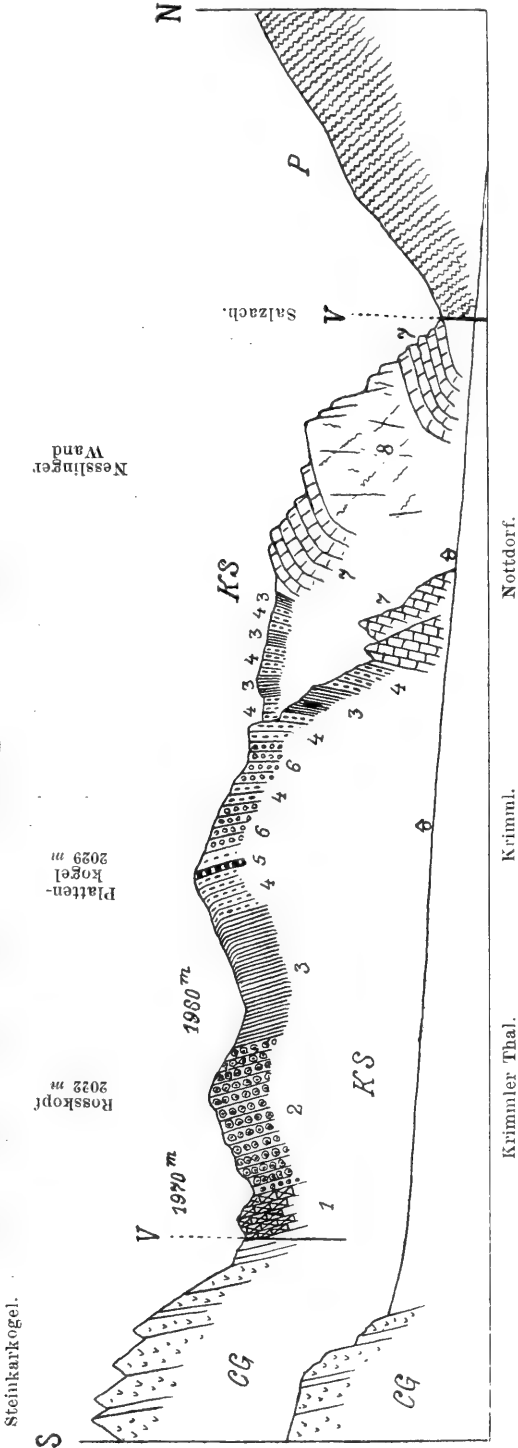 Steinkarkogel.
Rosskopf
2022 m
Platten-
kogel
2029 m
Nesslinger
Wand
Salzach.
S
N
V
1970 m
1980 m
KS
V
P
CG
1
2
3
4
5
6
4
6
4 3 4 3 4 3
4
3
4
7
7
8
7
CG
KS
Krimmler Thal.
Krimml.
Nottdorf.